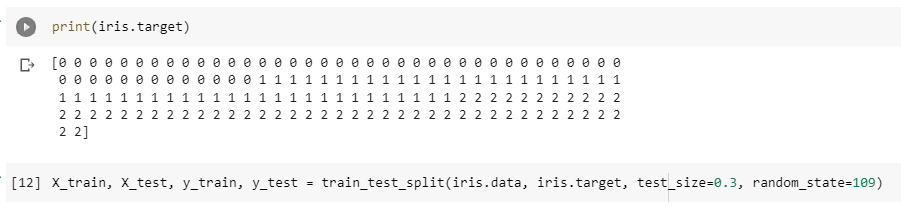 print(iris.target)
[0 0 0 0 0 0 0 0 0 0 0 0 0 0 0 0 0 0 0 0 0 0 0 0 0 0 0 0 0 0 0 0 0 0 0 0 0
0 0 0 0 0 0 0 0 0 0 0 0 0 1 1 1 1 1 1 1 1 1 1 1 1 1 1 1 1 1 1 1 1 1 1 1 1
1 1 1 1 1 1 1 1 1 1 1 1 1 1 1 1 1 1 1 1 1 1 1 1 1 1 2 2 2 2 2 2 2 2 2 2 2
2 2 2 2 2 2 2 2 2 2 2 2 2 2 2 2 2 2 2 2 2 2 2 2 2 2 2 2 2 2 2 2 2 2 2 2 2
2 2]
[12] X_train, X_test, y_train, y_test = train_test_split(iris.data, iris.target, test_size=0.3, random_state=109)